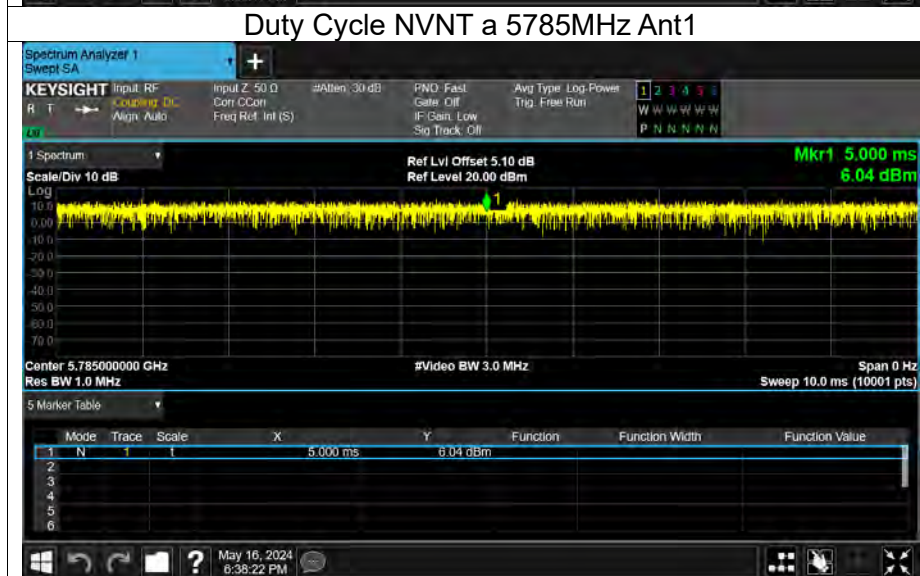 Duty Cycle NVNT a 5785MHz Ant1
Spectrum Analyzer 1
Swept SA
+
KEYSIGHT Input: RF Input Z: 50 Ω #Atten: 30 dB PNO: Fast Avg Type: Log-Power 1 2 3 4 5 6
R T Coupling: DC Corr CCorr Gate: Off Trig: Free Run W W W W W W
Align: Auto Freq Ref: Int (S) IF Gain: Low
LXI Sig Track: Off P N N N N N
1 Spectrum Ref Lvl Offset 5.10 dB Mkr1 5.000 ms
Scale/Div 10 dB Ref Level 20.00 dBm 6.04 dBm
Log
1
10.0
0.00
-10.0
-20.0
-30.0
-40.0
-50.0
-60.0
-70.0
Center 5.785000000 GHz #Video BW 3.0 MHz Span 0 Hz
Res BW 1.0 MHz Sweep 10.0 ms (10001 pts)
5 Marker Table
Mode Trace Scale X Y Function Function Width Function Value
1 N 1 t 5.000 ms 6.04 dBm
2
3
4
5
6
? May 16, 2024
6:38:22 PM